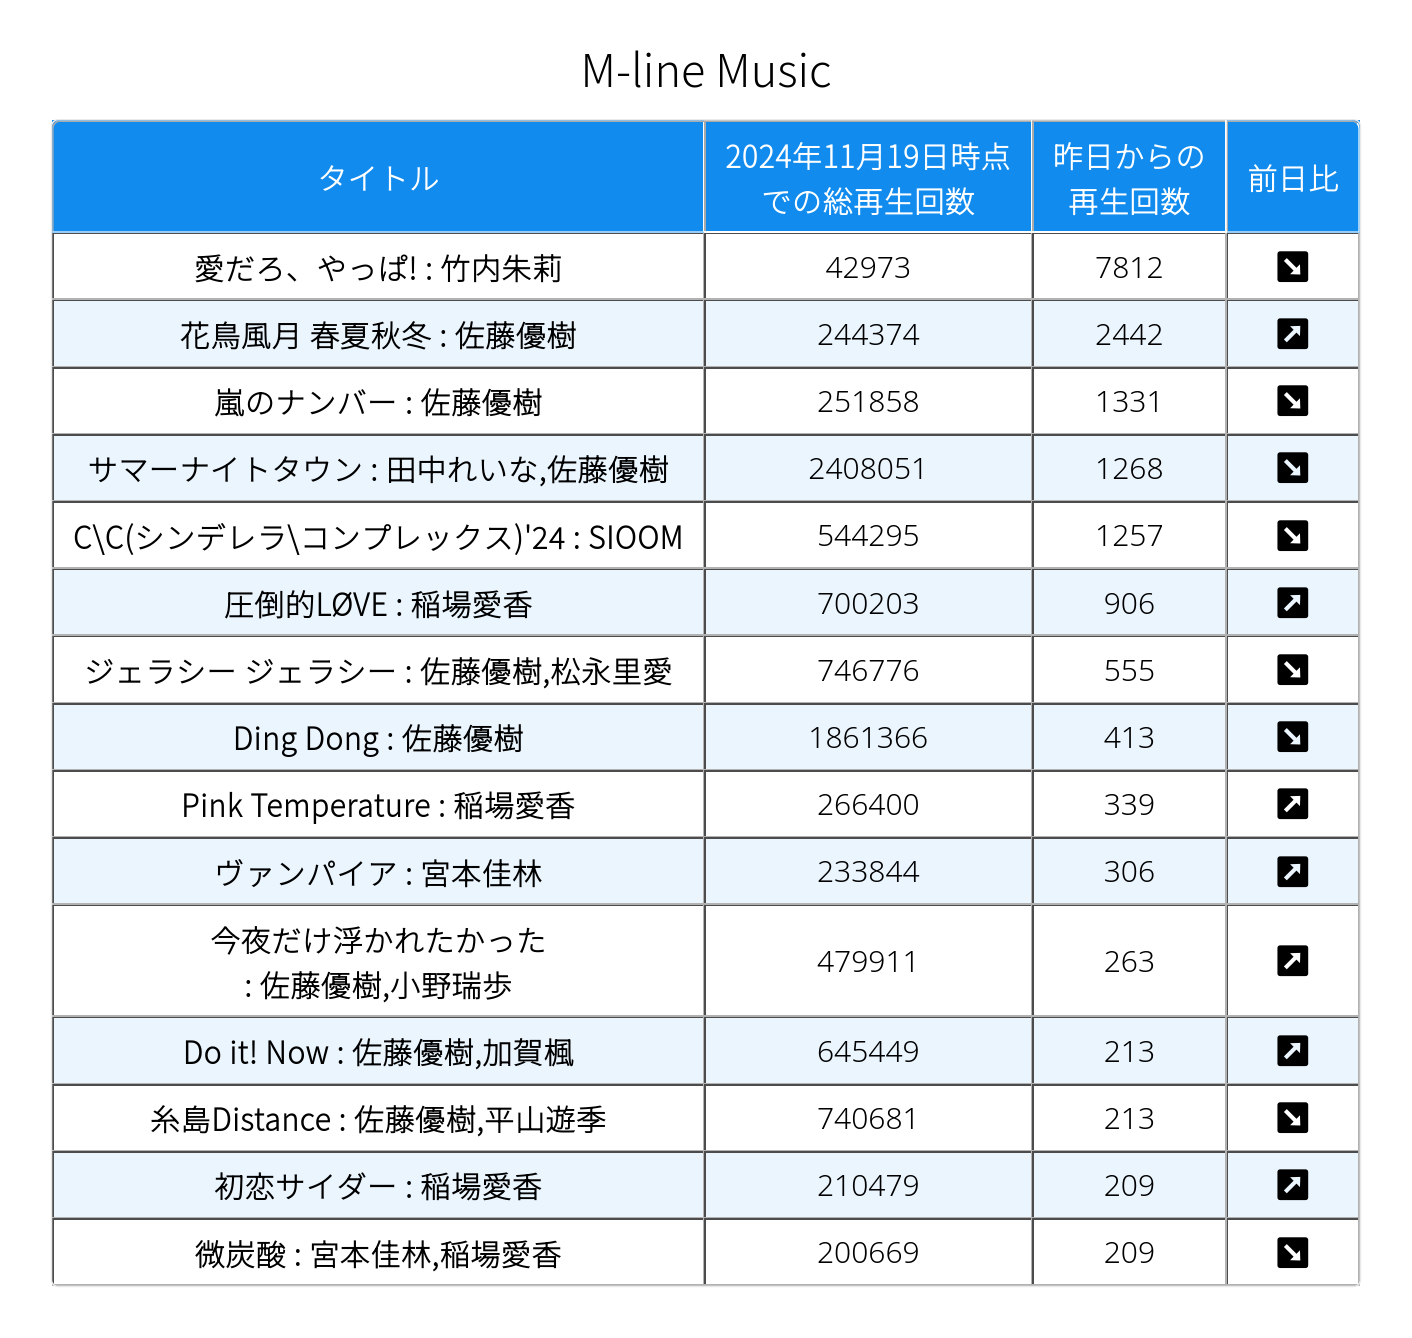 M-line Music
タイトル
2024年11月19日時点
での総再生回数
昨日からの
再生回数
前日比
愛だろ、やっぱ! : 竹内朱莉 42973 7812 ↘
花鳥風月 春夏秋冬 : 佐藤優樹 244374 2442 ↗
嵐のナンバー : 佐藤優樹 251858 1331 ↘
サマーナイトタウン : 田中れいな,佐藤優樹 2408051 1268 ↘
C\C(シンデレラ\コンプレックス)'24 : SIOOM 544295 1257 ↘
圧倒的LØVE : 稲場愛香 700203 906 ↗
ジェラシー ジェラシー : 佐藤優樹,松永里愛 746776 555 ↘
Ding Dong : 佐藤優樹 1861366 413 ↘
Pink Temperature : 稲場愛香 266400 339 ↗
ヴァンパイア : 宮本佳林 233844 306 ↗
今夜だけ浮かれたかった
: 佐藤優樹,小野瑞歩 479911 263 ↗
Do it! Now : 佐藤優樹,加賀楓 645449 213 ↗
糸島Distance : 佐藤優樹,平山遊季 740681 213 ↘
初恋サイダー : 稲場愛香 210479 209 ↗
微炭酸 : 宮本佳林,稲場愛香 200669 209 ↘